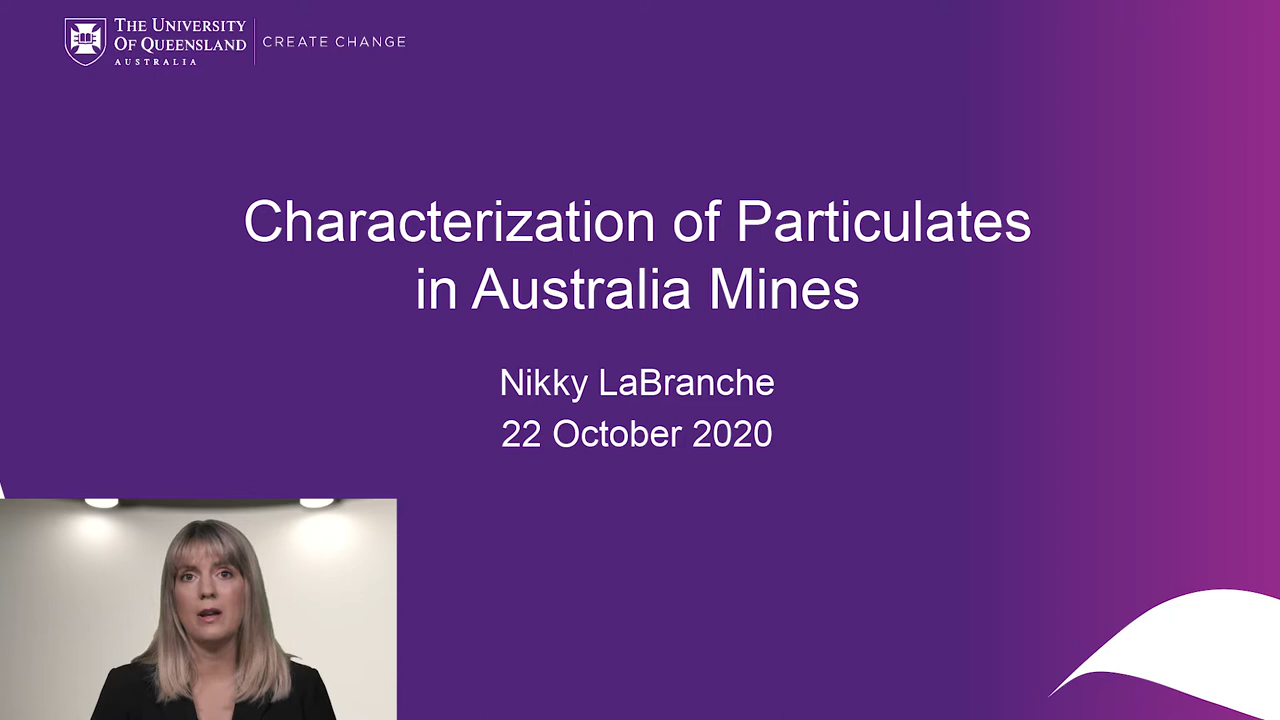 THE UNIVERSITY
OF QUEENSLAND
AUSTRALIA
CREATE CHANGE
Characterization of Particulates
in Australia Mines
Nikky LaBranche
22 October 2020